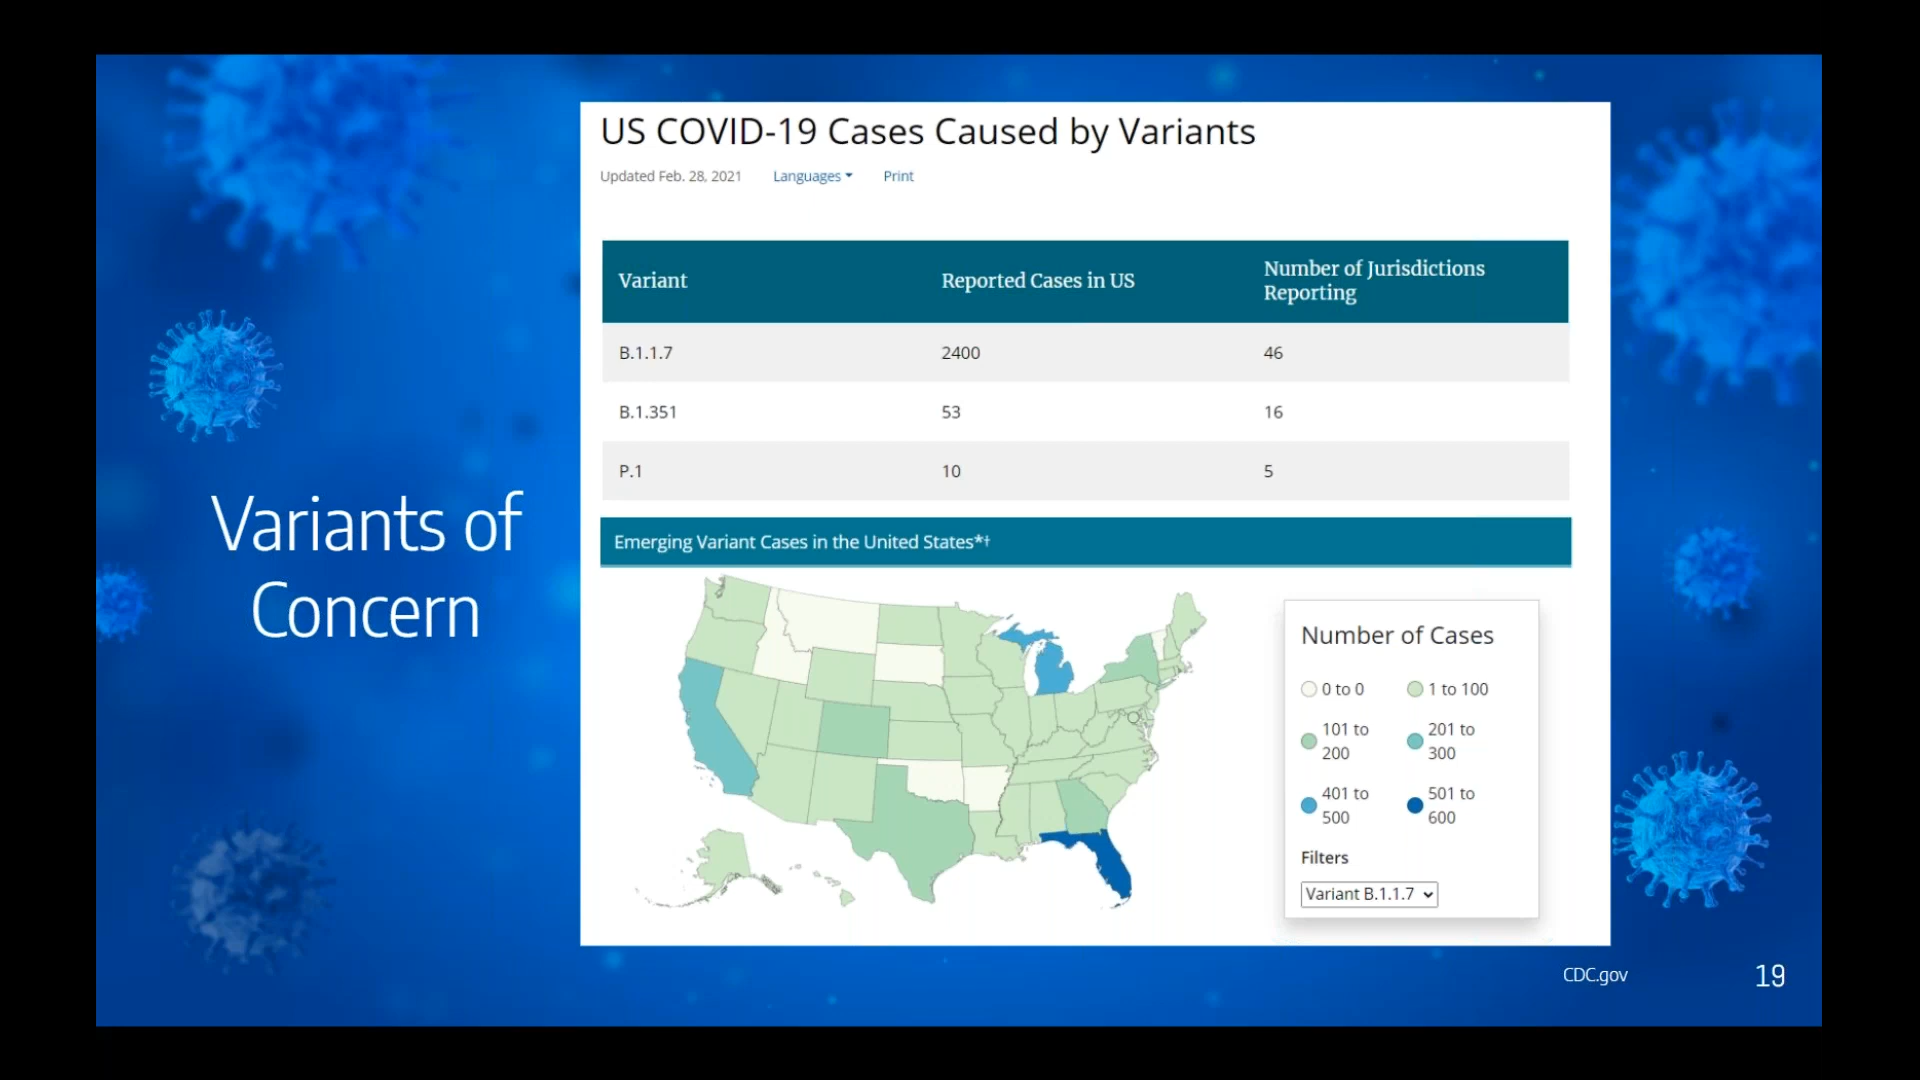 Variants of
Concern
US COVID-19 Cases Caused by Variants
Updated Feb. 28, 2021 Languages Print
Variant Reported Cases in US Number of Jurisdictions
Reporting
B.1.1.7 2400 46
B.1.351 53 16
P.1 10 5
Emerging Variant Cases in the United States*†
Number of Cases
0 to 0 1 to 100
101 to 201 to
200 300
401 to 501 to
500 600
Filters
Variant B.1.1.7
CDC.gov 19